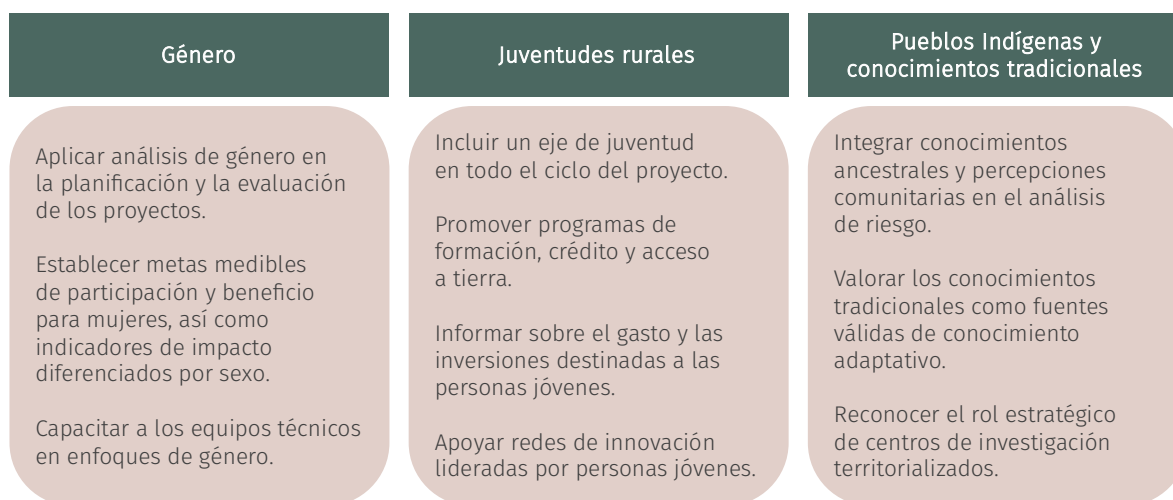 Género
Aplicar análisis de género en
la planificación y la evaluación
de los proyectos.
Establecer metas medibles
de participación y beneficio
para mujeres, así como
indicadores de impacto
diferenciados por sexo.
Capacitar a los equipos técnicos
en enfoques de género.
Juventudes rurales
Incluir un eje de juventud
en todo el ciclo del proyecto.
Promover programas de
formación, crédito y acceso
a tierra.
Informar sobre el gasto y las
inversiones destinadas a las
personas jóvenes.
Apoyar redes de innovación
lideradas por personas jóvenes.
Pueblos Indígenas y
conocimientos tradicionales
Integrar conocimientos
ancestrales y percepciones
comunitarias en el análisis
de riesgo.
Valorar los conocimientos
tradicionales como fuentes
válidas de conocimiento
adaptativo.
Reconocer el rol estratégico
de centros de investigación
territorializados.